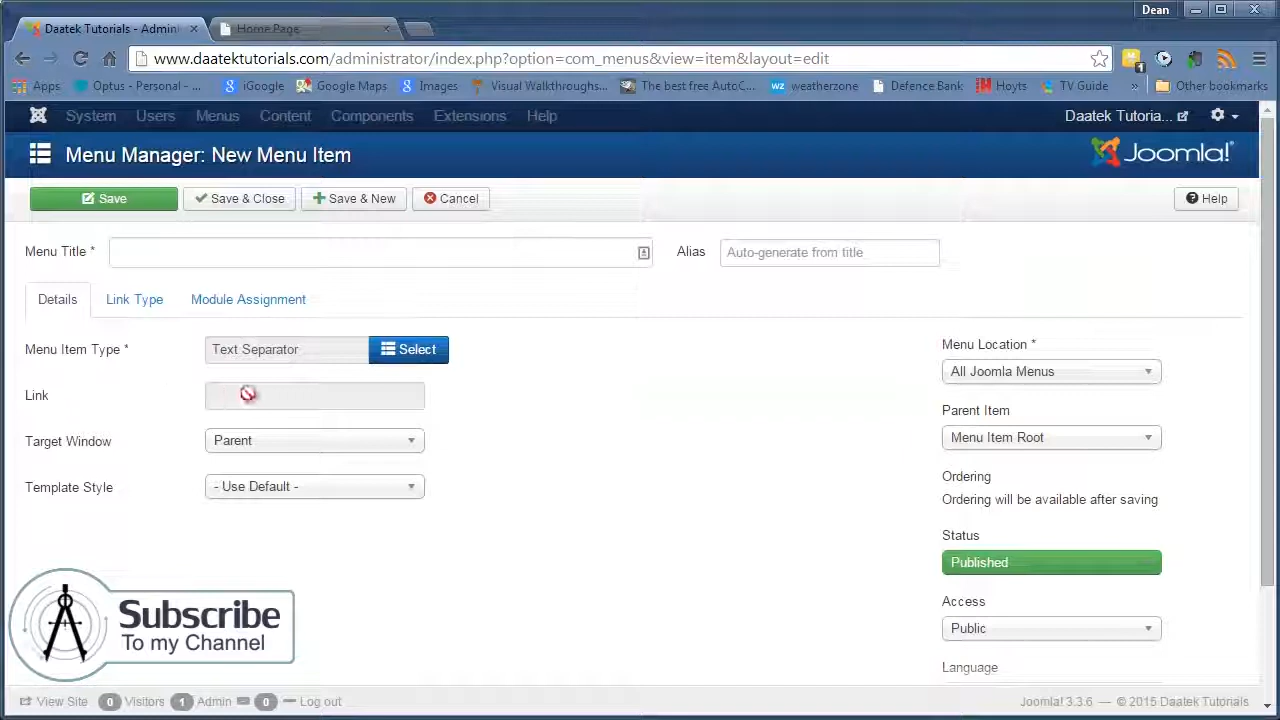 Dean
Daatek Tutorials - Admini
Home Page
www.daatektutorials.com/administrator/index.php?option=com_menus&view=item&layout=edit
Apps
Optus - Personal - ...
iGoogle
Google Maps
Images
Visual Walkthroughs...
The best free AutoC...
weatherzone
Defence Bank
Hoyts
TV Guide
»
Other bookmarks
System
Users
Menus
Content
Components
Extensions
Help
Daatek Tutoria...
Menu Manager: New Menu Item
Joomla!
Save
Save & Close
Save & New
Cancel
Help
Menu Title *
Alias
Auto-generate from title
Details
Link Type
Module Assignment
Menu Item Type *
Text Separator
Select
Link
Target Window
Parent
Template Style
- Use Default -
Menu Location *
All Joomla Menus
Parent Item
Menu Item Root
Ordering
Ordering will be available after saving
Status
Published
Access
Public
Language
Subscribe
To my Channel
View Site
0
Visitors
1
Admin
0
Log out
Joomla! 3.3.6 — © 2015 Daatek Tutorials